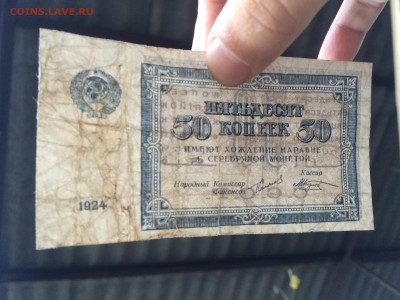 COINS.LAVE.RU
ПЯТЬДЕСЯТ
50 КОПЕЕК 50
ИМЕЮТ ХОЖДЕНИЕ НАРАВНЕ
С СЕРЕБРЯНОЙ МОНЕТОЙ
Народный Комиссар
Финансов
Кассир
1924